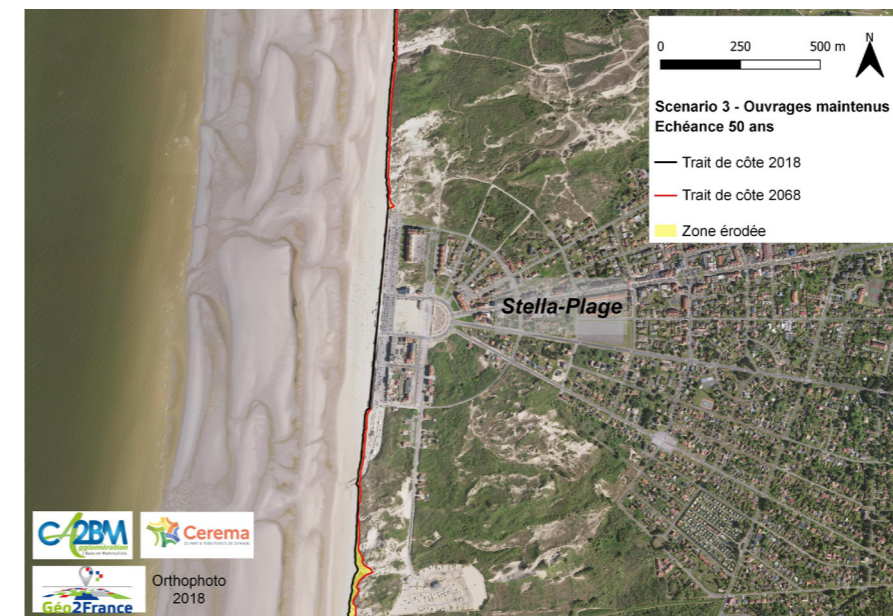 N
0 250 500 m
Scenario 3 - Ouvrages maintenus
Echéance 50 ans
Trait de côte 2018
Trait de côte 2068
Zone érodée
Stella-Plage
CA2BM
Agglomération
Cerema
Géo2France
Orthophoto
2018